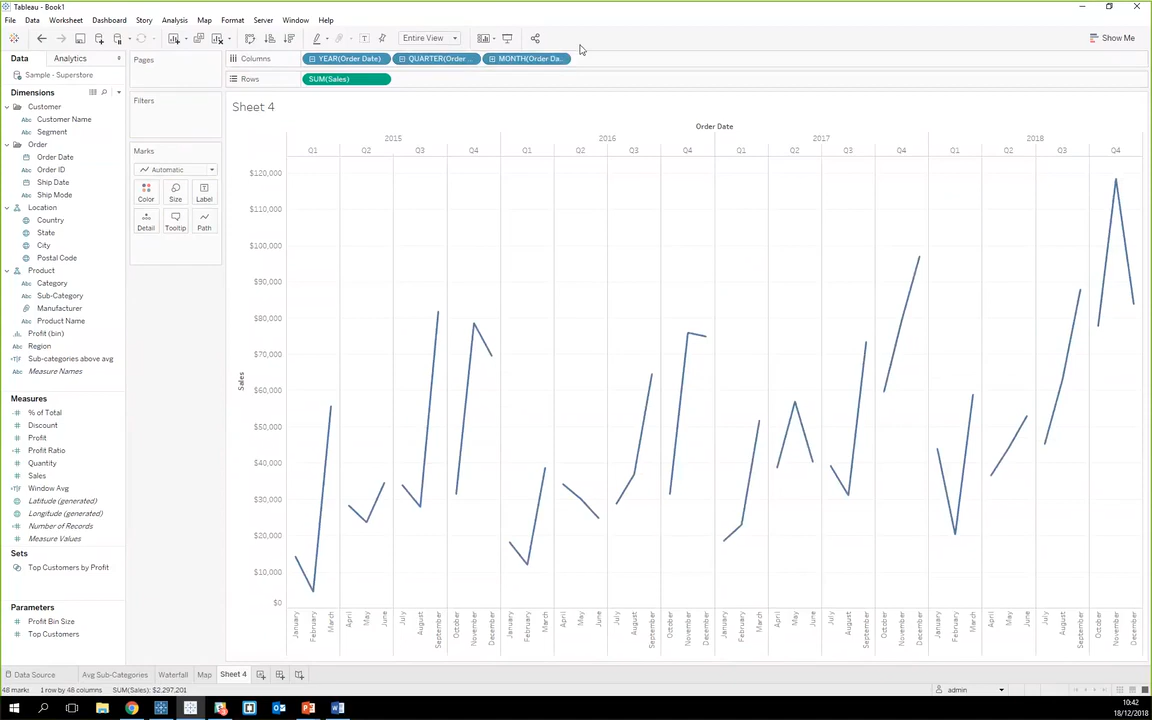 Tableau - Book1
File Data Worksheet Dashboard Story Analysis Map Format Server Window Help
Entire View
Show Me
Data Analytics
Sample - Superstore
Dimensions
Customer
Customer Name
Segment
Order
Order Date
Order ID
Ship Date
Ship Mode
Location
Country
State
City
Postal Code
Product
Category
Sub-Category
Manufacturer
Product Name
Profit (bin)
Region
Sub-categories above avg
Measure Names
Measures
% of Total
Discount
Profit
Profit Ratio
Quantity
Sales
Window Avg
Latitude (generated)
Longitude (generated)
Number of Records
Measure Values
Sets
Top Customers by Profit
Parameters
Profit Bin Size
Top Customers
Pages
Filters
Marks
Automatic
Color Size Label
Detail Tooltip Path
Columns YEAR(Order Date) QUARTER(Order ... MONTH(Order Da..
Rows SUM(Sales)
Sheet 4
Order Date
2015 2016 2017 2018
Q1 Q2 Q3 Q4 Q1 Q2 Q3 Q4 Q1 Q2 Q3 Q4 Q1 Q2 Q3 Q4
$120,000
$110,000
$100,000
$90,000
$80,000
$70,000
$60,000
$50,000
$40,000
$30,000
$20,000
$10,000
$0
Sales
January February March April May June July August September October November December January February March April May June July August September October November December January February March April May June July August September October November December January February March April May June July August September October November December
Data Source Avg Sub-Categories Waterfall Map Sheet 4
48 marks 1 row by 48 columns SUM(Sales): $2,297,201
admin
10:42
18/12/2018